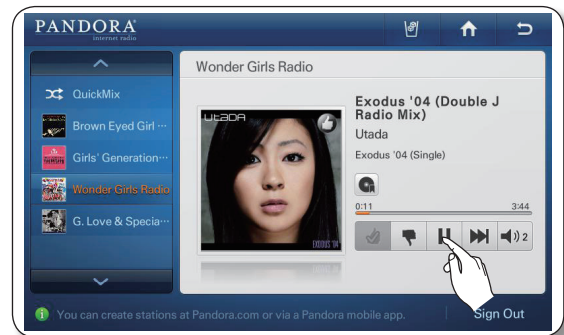 PANDORA
internet radio
QuickMix
Brown Eyed Girl ...
Girls' Generation...
Wonder Girls Radio
G. Love & Specia...
Wonder Girls Radio
UTADA
EXODUS '04
Exodus '04 (Double J
Radio Mix)
Utada
Exodus '04 (Single)
0:11
3:44
2
You can create stations at Pandora.com or via a Pandora mobile app.
Sign Out